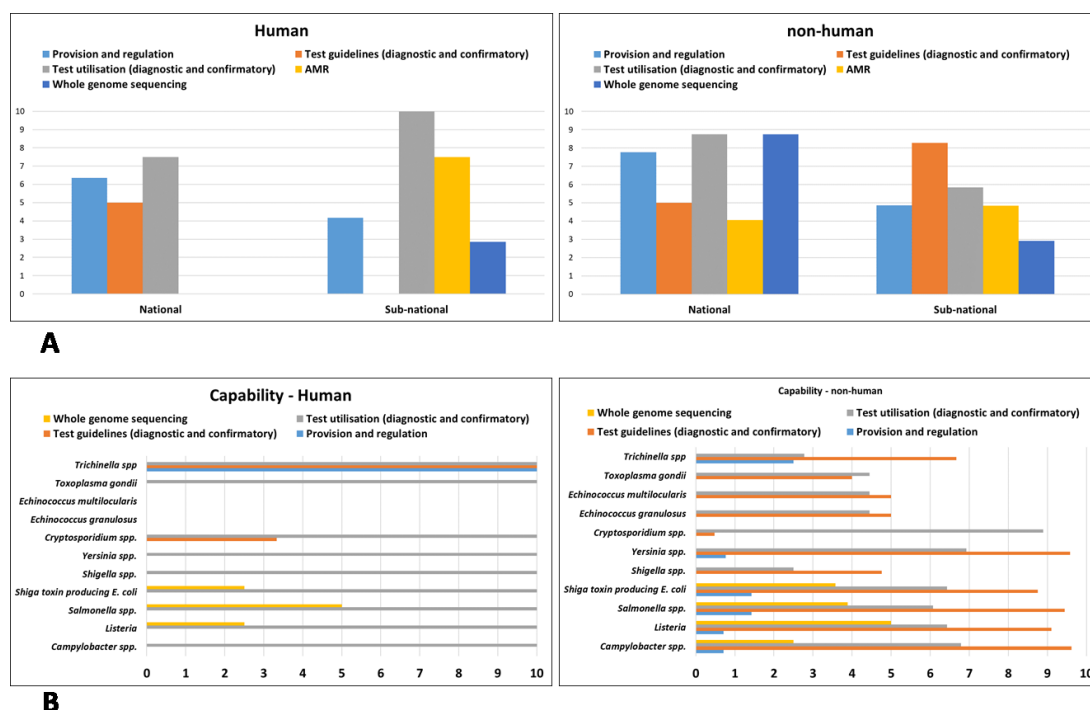 Human
Provision and regulation
Test guidelines (diagnostic and confirmatory)
Test utilisation (diagnostic and confirmatory)
AMR
Whole genome sequencing
10
9
8
7
6
5
4
3
2
1
0
National
Sub-national
non-human
Provision and regulation
Test guidelines (diagnostic and confirmatory)
Test utilisation (diagnostic and confirmatory)
AMR
Whole genome sequencing
10
9
8
7
6
5
4
3
2
1
0
National
Sub-national
A
Capability - Human
Whole genome sequencing
Test utilisation (diagnostic and confirmatory)
Test guidelines (diagnostic and confirmatory)
Provision and regulation
Trichinella spp
Toxoplasma gondii
Echinococcus multilocularis
Echinococcus granulosus
Cryptosporidium spp.
Yersinia spp.
Shigella spp.
Shiga toxin producing E. coli
Salmonella spp.
Listeria
Campylobacter spp.
0 1 2 3 4 5 6 7 8 9 10
Capability - non-human
Whole genome sequencing
Test utilisation (diagnostic and confirmatory)
Test guidelines (diagnostic and confirmatory)
Provision and regulation
Trichinella spp
Toxoplasma gondii
Echinococcus multilocularis
Echinococcus granulosus
Cryptosporidium spp.
Yersinia spp.
Shigella spp.
Shiga toxin producing E. coli
Salmonella spp.
Listeria
Campylobacter spp.
0 1 2 3 4 5 6 7 8 9 10
B